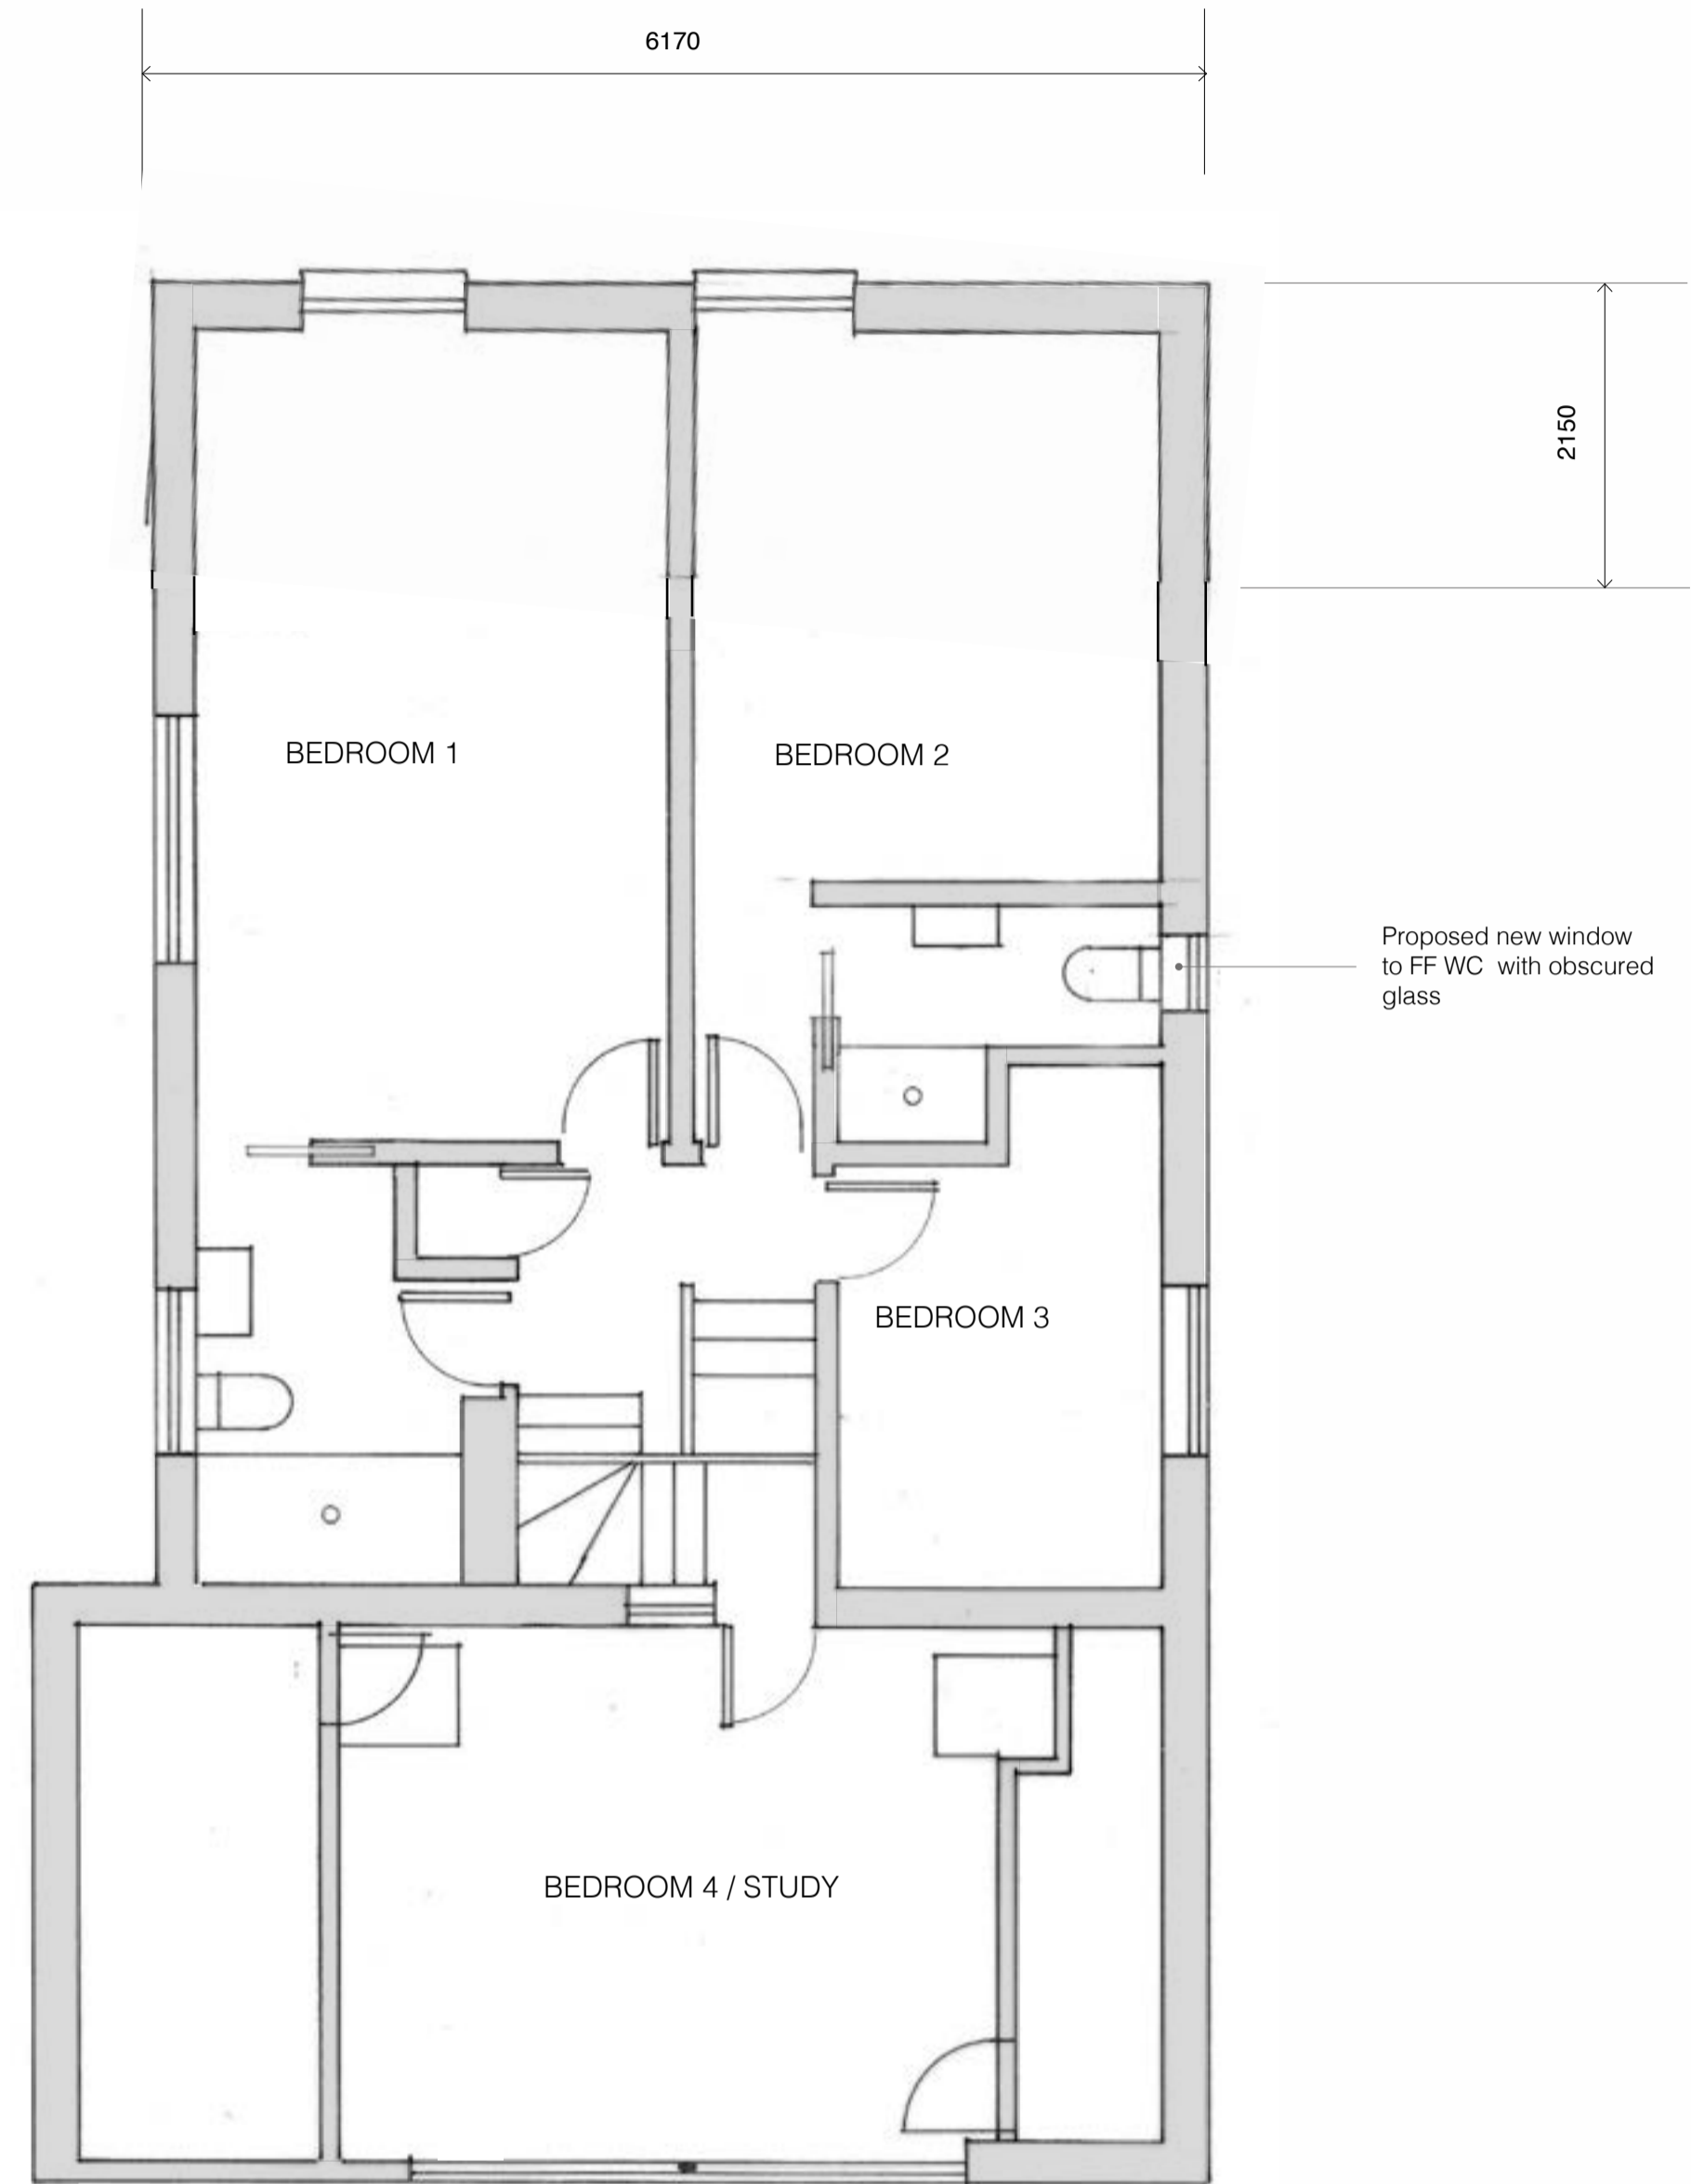 6170
2150
BEDROOM 1
BEDROOM 2
Proposed new window
to FF WC with obscured
glass
BEDROOM 3
BEDROOM 4 / STUDY